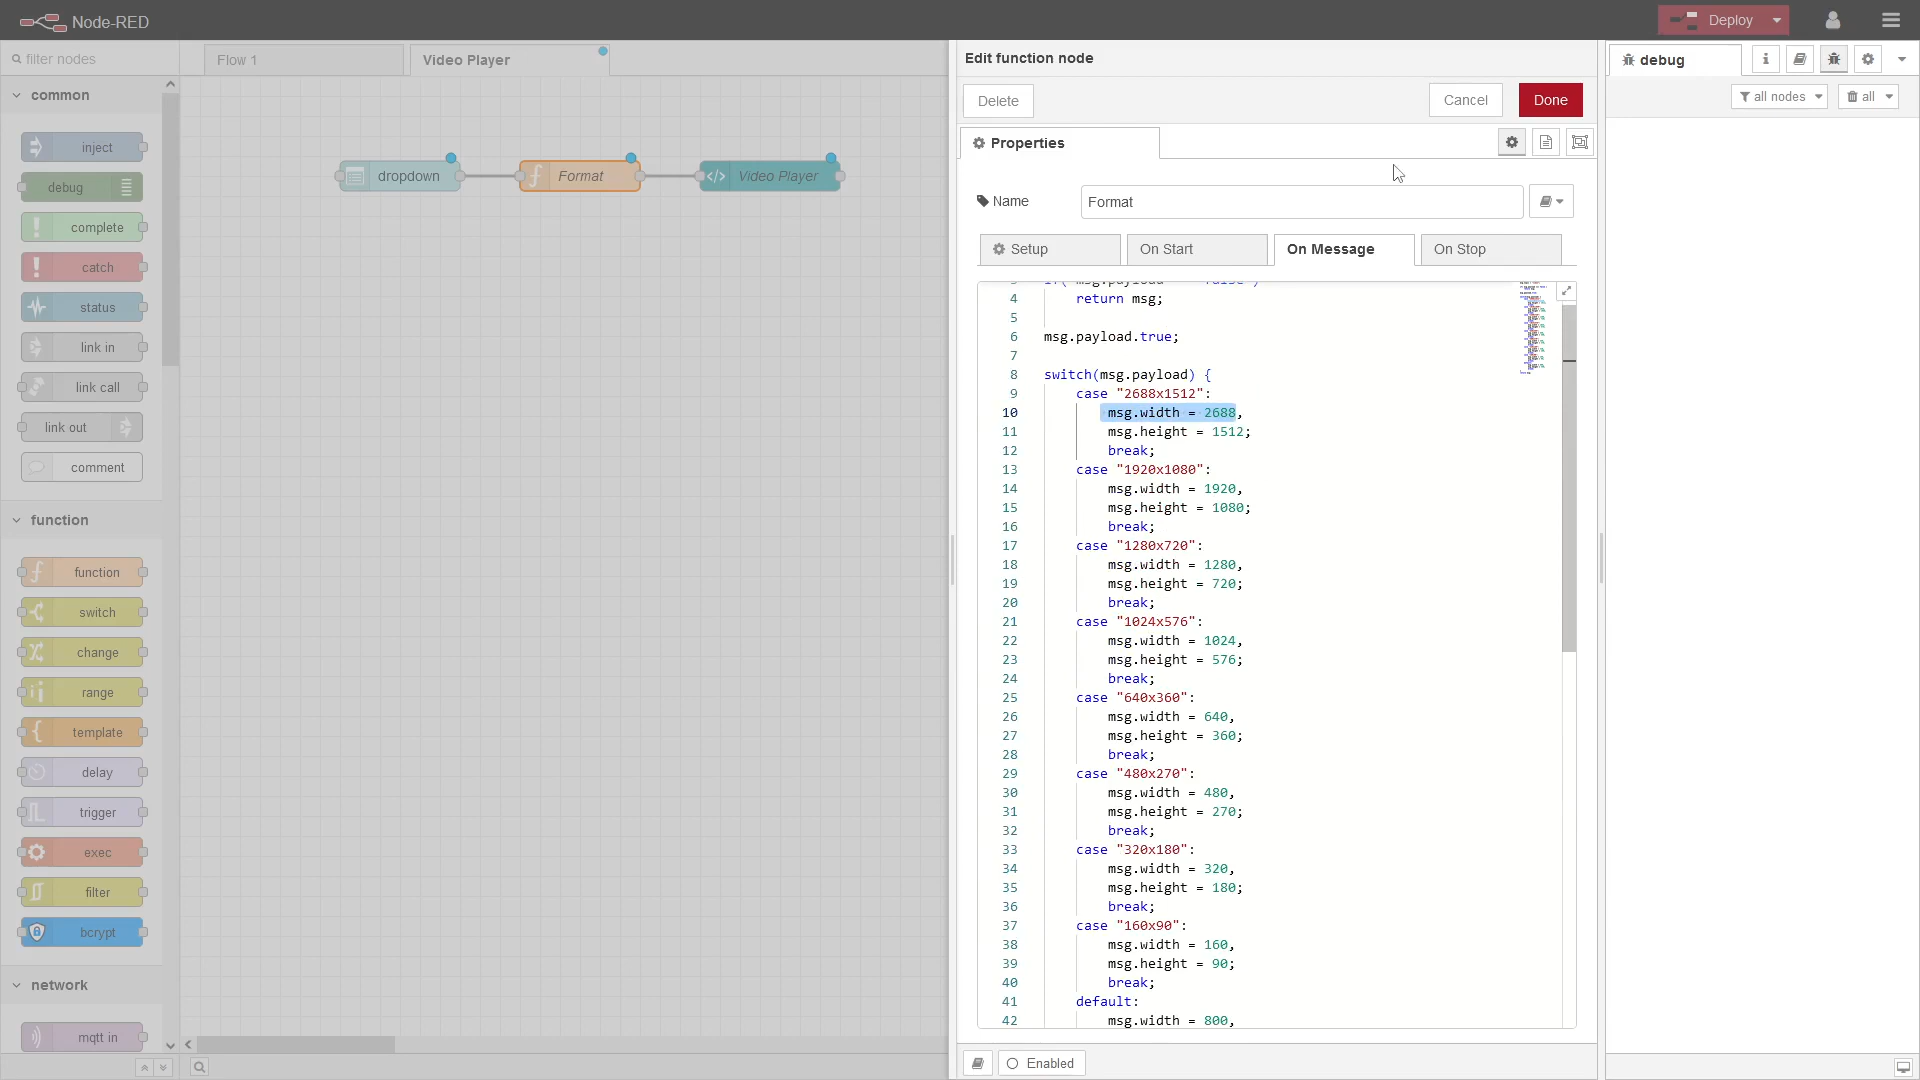 Node-RED
Deploy
filter nodes
Flow 1
Video Player
Edit function node
debug
Delete
Cancel
Done
all nodes
all
common
inject
debug
complete
catch
status
link in
link call
link out
comment
function
function
switch
change
range
template
delay
trigger
exec
filter
bcrypt
network
mqtt in
dropdown
Format
Video Player
Properties
Name
Format
Setup
On Start
On Message
On Stop
4 return msg;
5
6 msg.payload.true;
7
8 switch(msg.payload) {
9 case "2688x1512":
10 msg.width = 2688,
11 msg.height = 1512;
12 break;
13 case "1920x1080":
14 msg.width = 1920,
15 msg.height = 1080;
16 break;
17 case "1280x720":
18 msg.width = 1280,
19 msg.height = 720;
20 break;
21 case "1024x576":
22 msg.width = 1024,
23 msg.height = 576;
24 break;
25 case "640x360":
26 msg.width = 640,
27 msg.height = 360;
28 break;
29 case "480x270":
30 msg.width = 480,
31 msg.height = 270;
32 break;
33 case "320x180":
34 msg.width = 320,
35 msg.height = 180;
36 break;
37 case "160x90":
38 msg.width = 160,
39 msg.height = 90;
40 break;
41 default:
42 msg.width = 800,
Enabled